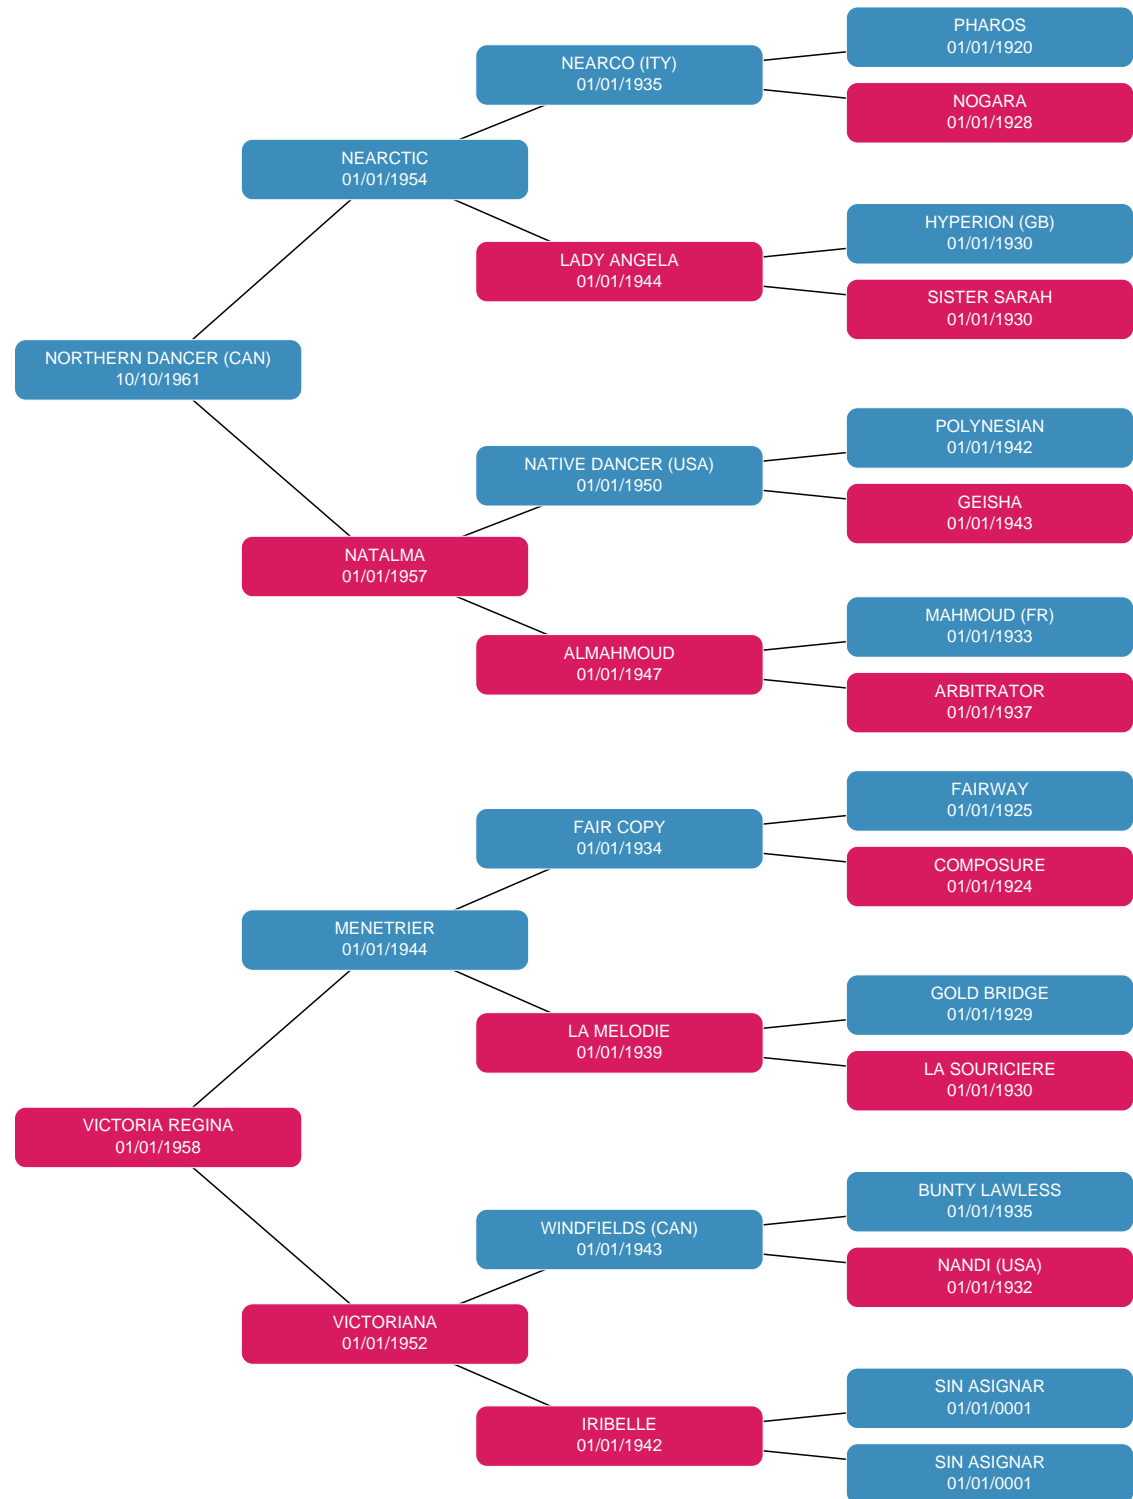 PHAROS
01/01/1920
NEARCO (ITY)
01/01/1935
NOGARA
01/01/1928
NEARCTIC
01/01/1954
HYPERION (GB)
01/01/1930
LADY ANGELA
01/01/1944
SISTER SARAH
01/01/1930
NORTHERN DANCER (CAN)
10/10/1961
POLYNESIAN
01/01/1942
NATIVE DANCER (USA)
01/01/1950
GEISHA
01/01/1943
NATALMA
01/01/1957
MAHMOUD (FR)
01/01/1933
ALMAHMOUD
01/01/1947
ARBITRATOR
01/01/1937
FAIRWAY
01/01/1925
FAIR COPY
01/01/1934
COMPOSURE
01/01/1924
MENETRIER
01/01/1944
GOLD BRIDGE
01/01/1929
LA MELODIE
01/01/1939
LA SOURICIERE
01/01/1930
VICTORIA REGINA
01/01/1958
BUNTY LAWLESS
01/01/1935
WINDFIELDS (CAN)
01/01/1943
NANDI (USA)
01/01/1932
VICTORIANA
01/01/1952
SIN ASIGNAR
01/01/0001
IRIBELLE
01/01/1942
SIN ASIGNAR
01/01/0001